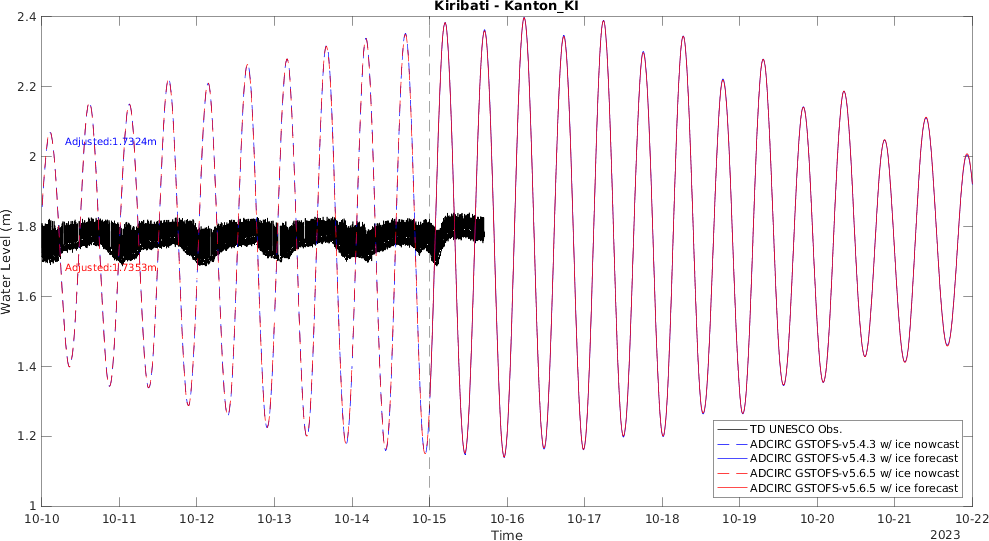 Kiribati - Kanton_KI
2.4
2.2
2
1.8
1.6
1.4
1.2
1
Water Level (m)
Adjusted:1.7324m
Adjusted:1.7353m
TD UNESCO Obs.
ADCIRC GSTOFS-v5.4.3 w/ ice nowcast
ADCIRC GSTOFS-v5.4.3 w/ ice forecast
ADCIRC GSTOFS-v5.6.5 w/ ice nowcast
ADCIRC GSTOFS-v5.6.5 w/ ice forecast
10-10 10-11 10-12 10-13 10-14 10-15 10-16 10-17 10-18 10-19 10-20 10-21 10-22
Time
2023